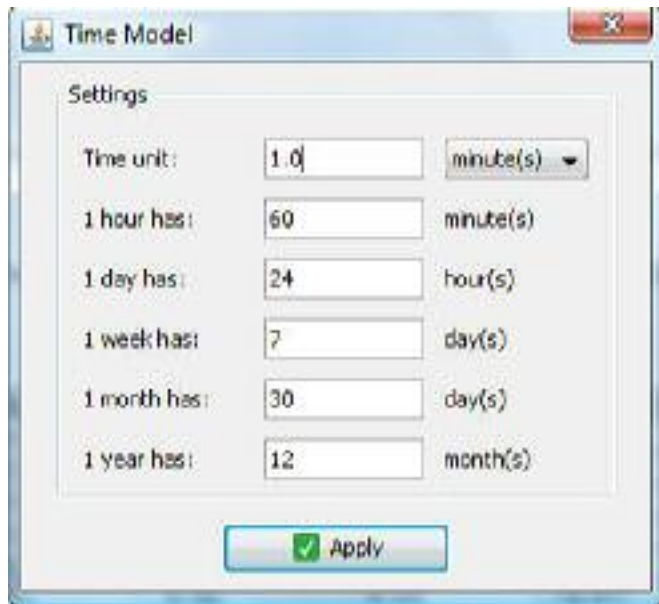 Time Model
Settings
Time unit: 1.0 minute(s)
1 hour has: 60 minute(s)
1 day has: 24 hour(s)
1 week has: 7 day(s)
1 month has: 30 day(s)
1 year has: 12 month(s)
Apply